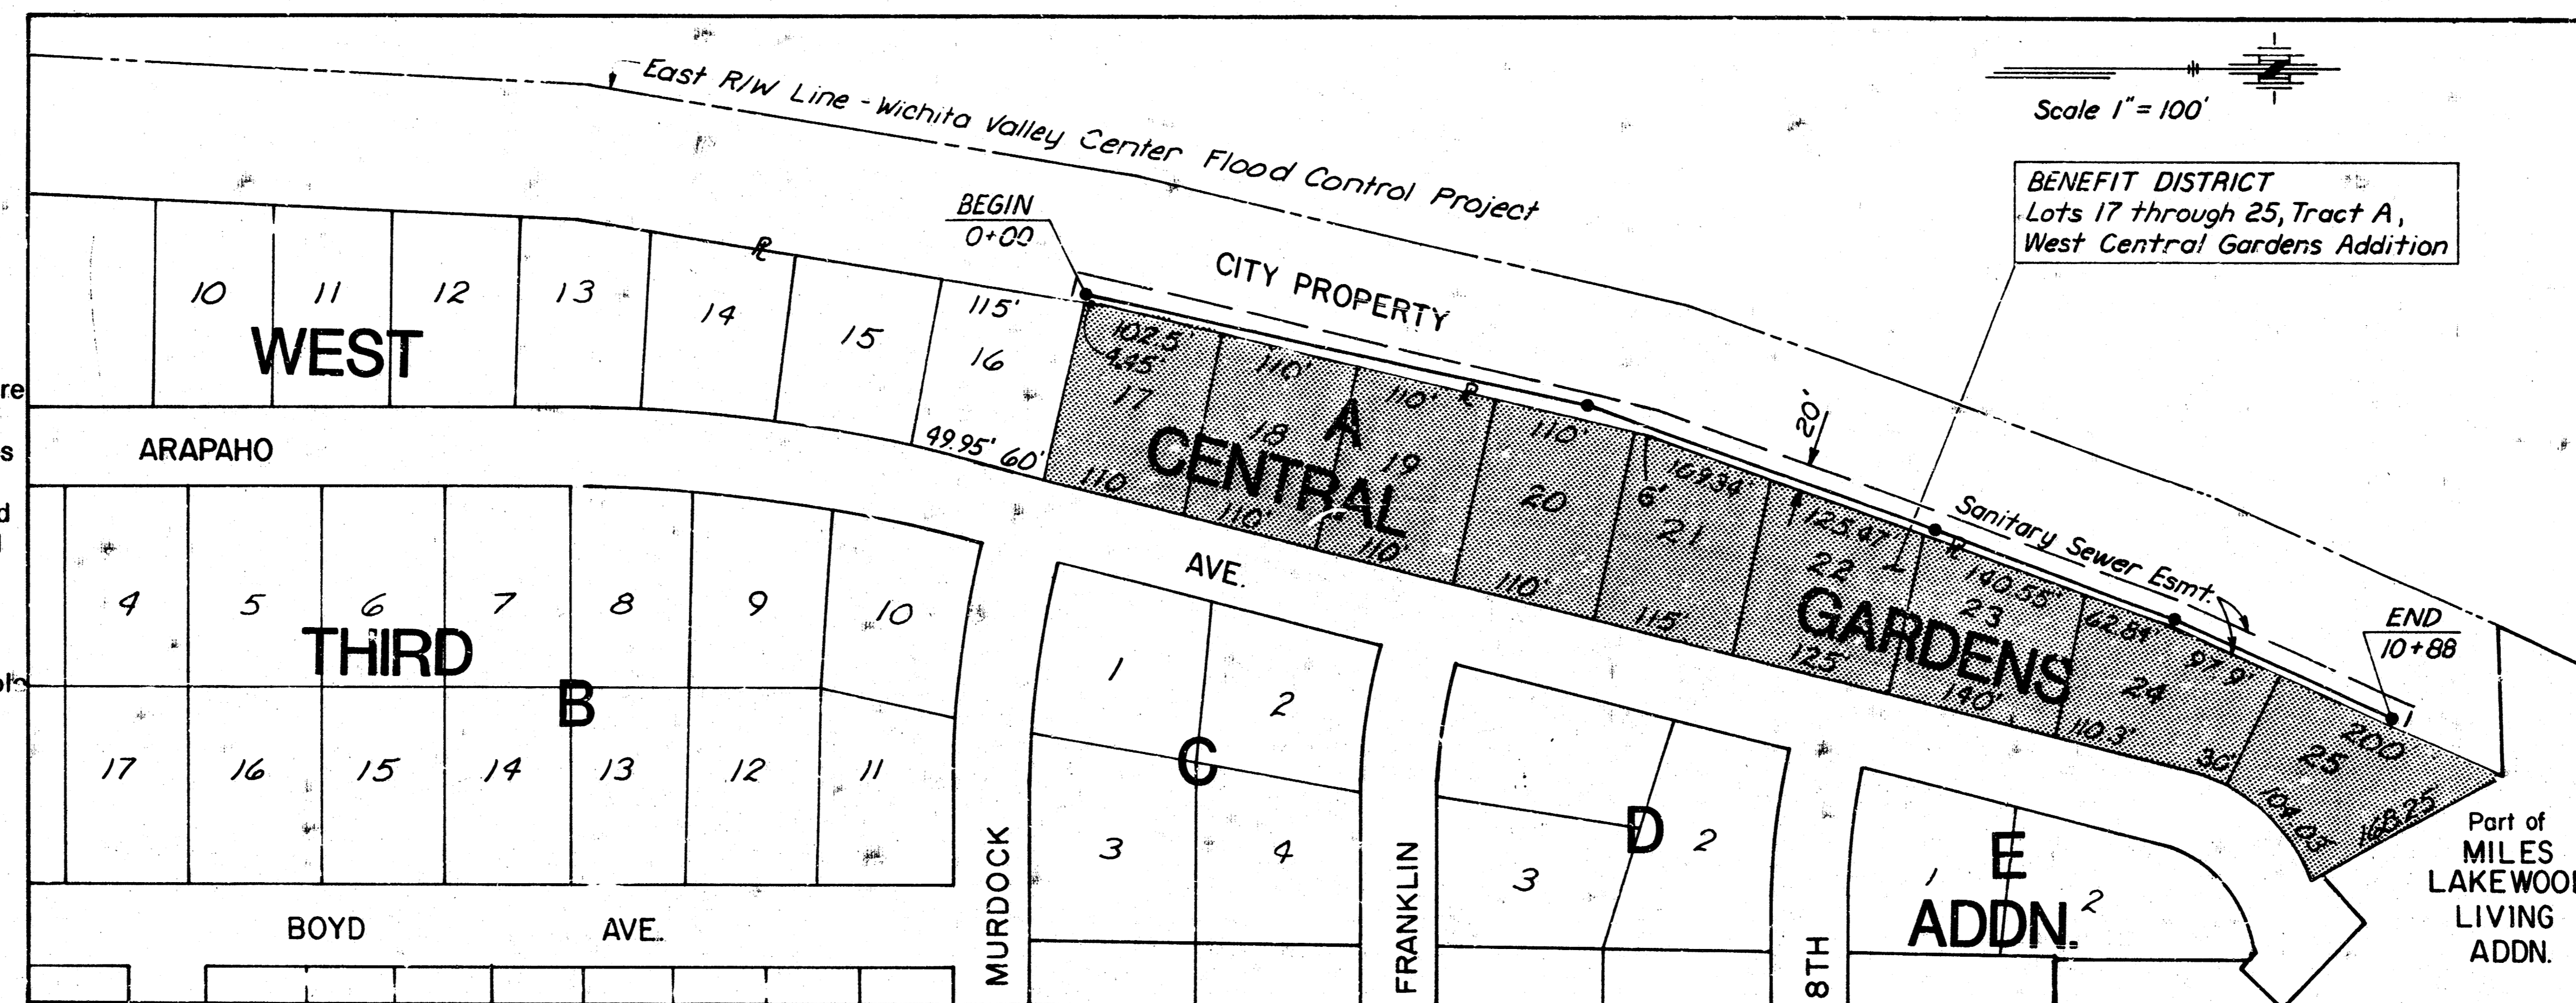 East R/W Line - Wichita Valley Center Flood Control Project
Scale 1" = 100'
BENEFIT DISTRICT
Lots 17 through 25, Tract A,
West Central Gardens Addition
BEGIN
0+00
CITY PROPERTY
20'
Sanitary Sewer Esmt.
END
10+88
10
11
12
13
14
15
115'
16
49.95' 60'
WEST
102.5
4.45'
17
110
110'
18
110'
110'
19
110'
110'
20
110'
169.34'
6'
21
115'
125.47'
22
125
140.55'
23
140'
62.84'
97.9'
24
110.3'
30'
200
25
109.03'
168.25
A
CENTRAL
GARDENS
ARAPAHO
AVE.
4
5
6
7
8
9
10
THIRD
B
17
16
15
14
13
12
11
BOYD
AVE.
MURDOCK
1
2
C
3
4
FRANKLIN
D
2
3
8TH
E
1
2
ADDN.
Part of
MILES
LIVING
ADDN.
re
s
d